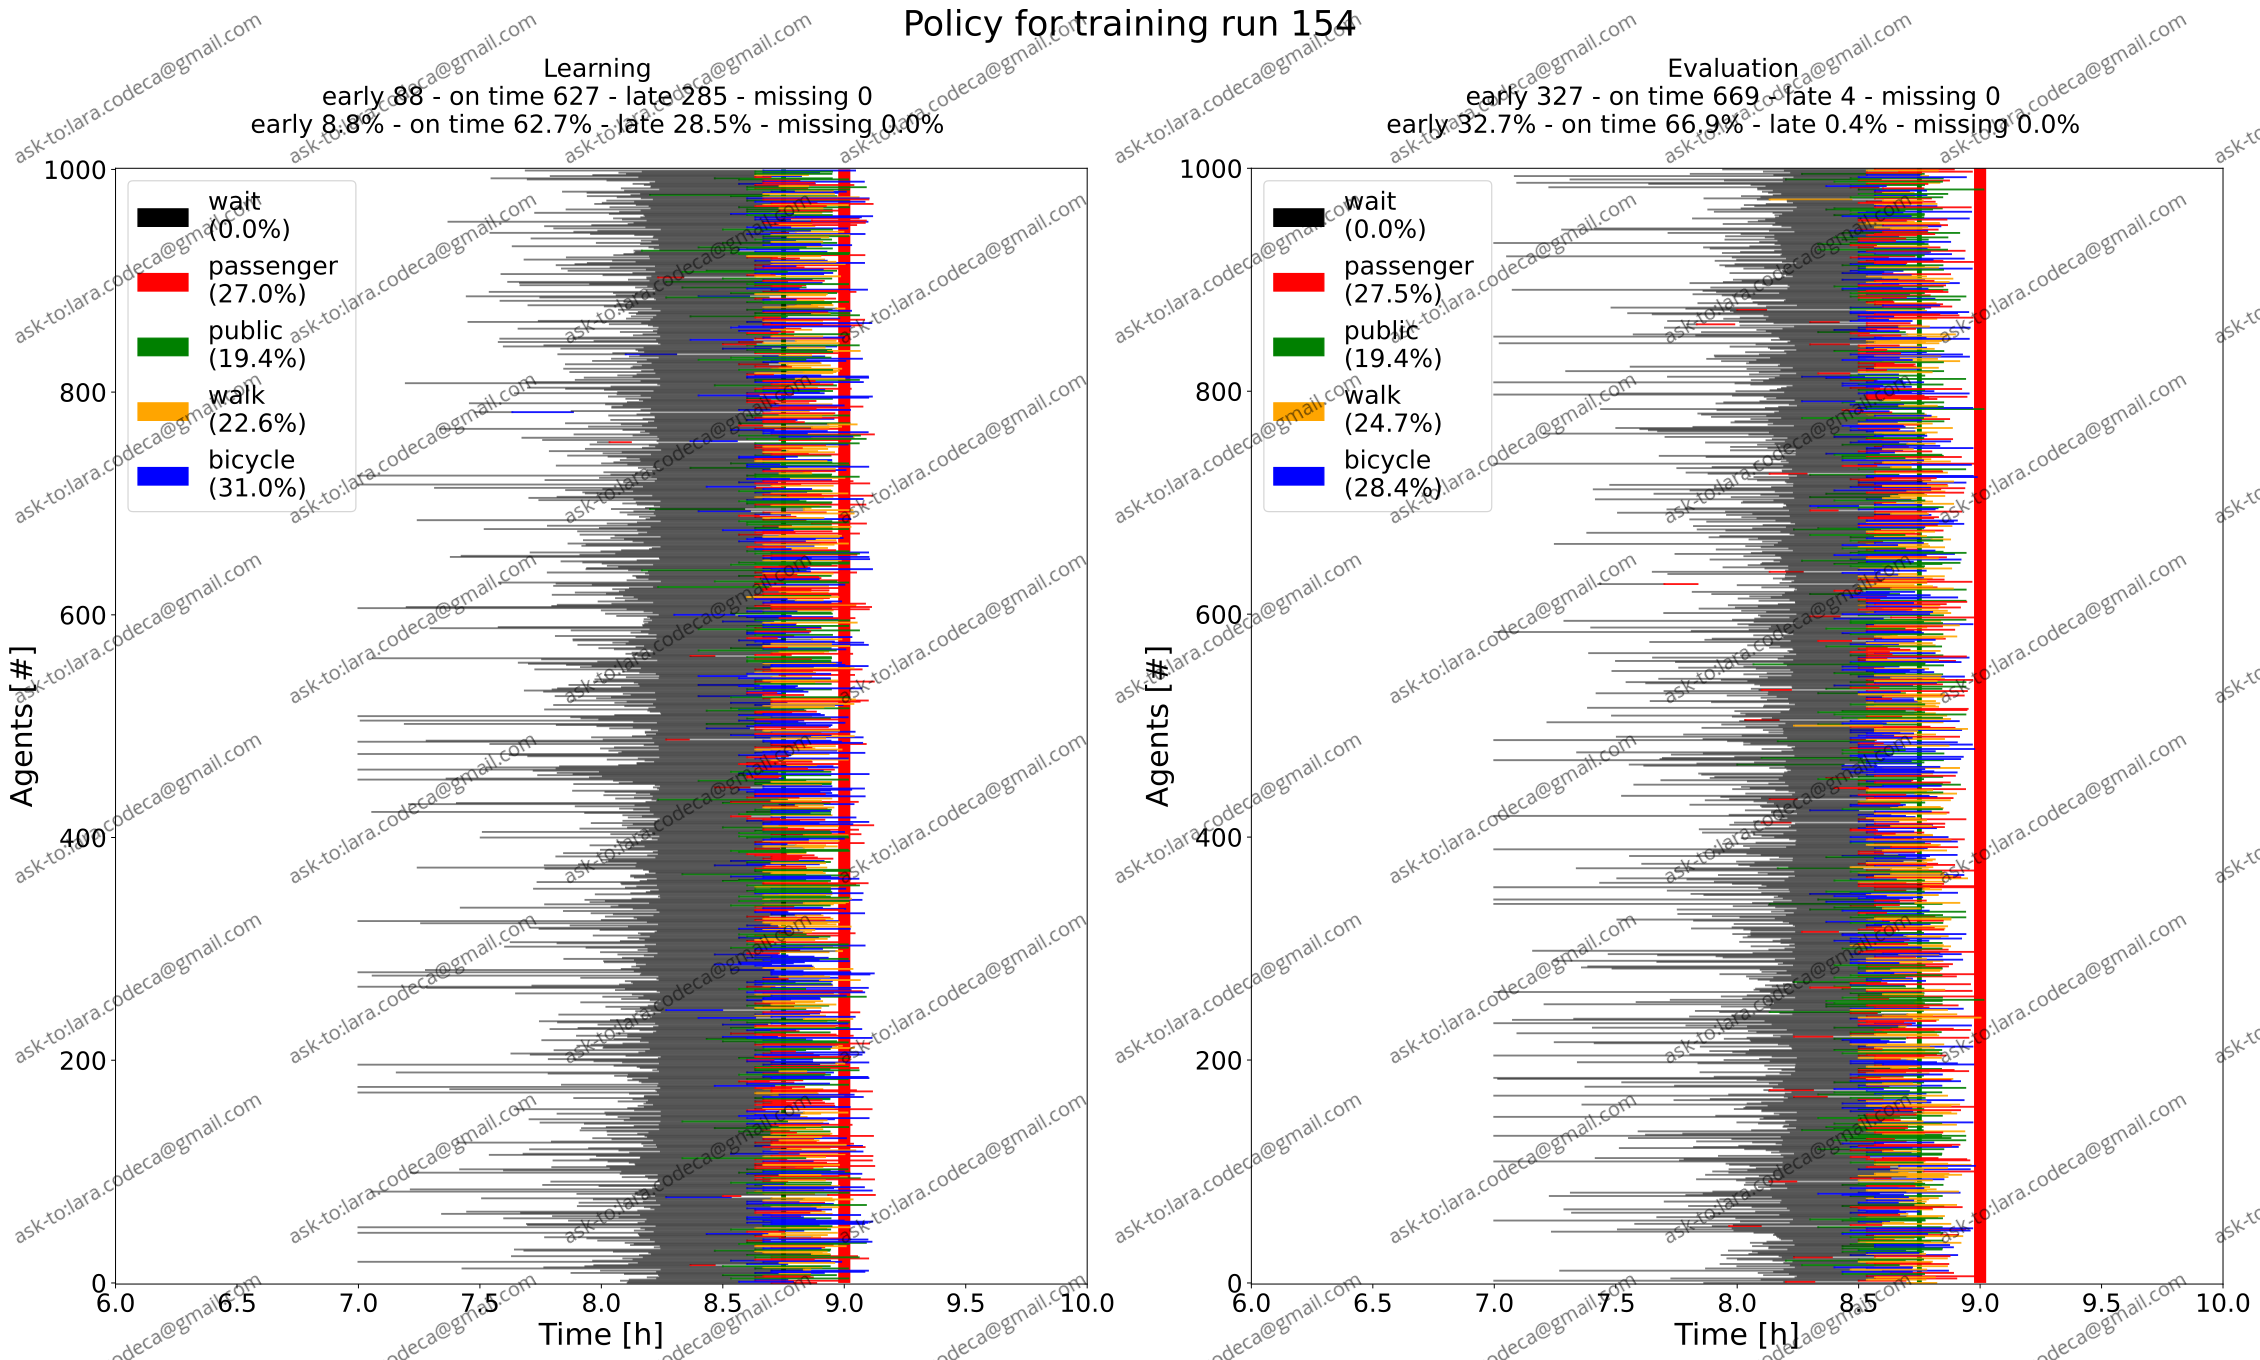 Policy for training run 154
Learning
early 88 - on time 627 - late 285 - missing 0
early 8.8% - on time 62.7% - late 28.5% - missing 0.0%
1000
800
600
400
200
0
Agents [#]
wait
(0.0%)
passenger
(27.0%)
public
(19.4%)
walk
(22.6%)
bicycle
(31.0%)
6.0 6.5 7.0 7.5 8.0 8.5 9.0 9.5 10.0
Time [h]
Evaluation
early 327 - on time 669 - late 4 - missing 0
early 32.7% - on time 66.9% - late 0.4% - missing 0.0%
1000
800
600
400
200
0
Agents [#]
wait
(0.0%)
passenger
(27.5%)
public
(19.4%)
walk
(24.7%)
bicycle
(28.4%)
6.0 6.5 7.0 7.5 8.0 8.5 9.0 9.5 10.0
Time [h]
ask-to:lara.codeca@gmail.com